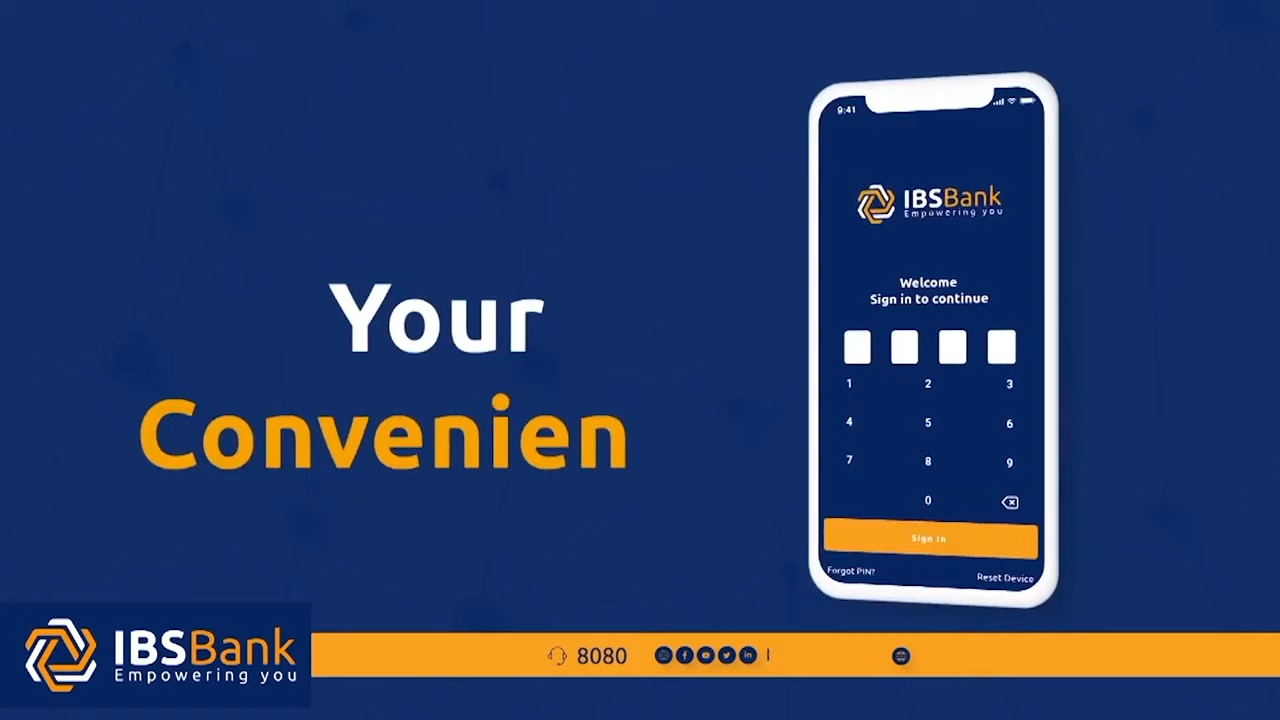 Your
Convenien
9:41
IBSBank
Empowering you
Welcome
Sign in to continue
1 2 3
4 5 6
7 8 9
0
Sign In
Forgot PIN?
Reset Device
IBSBank
Empowering you
8080